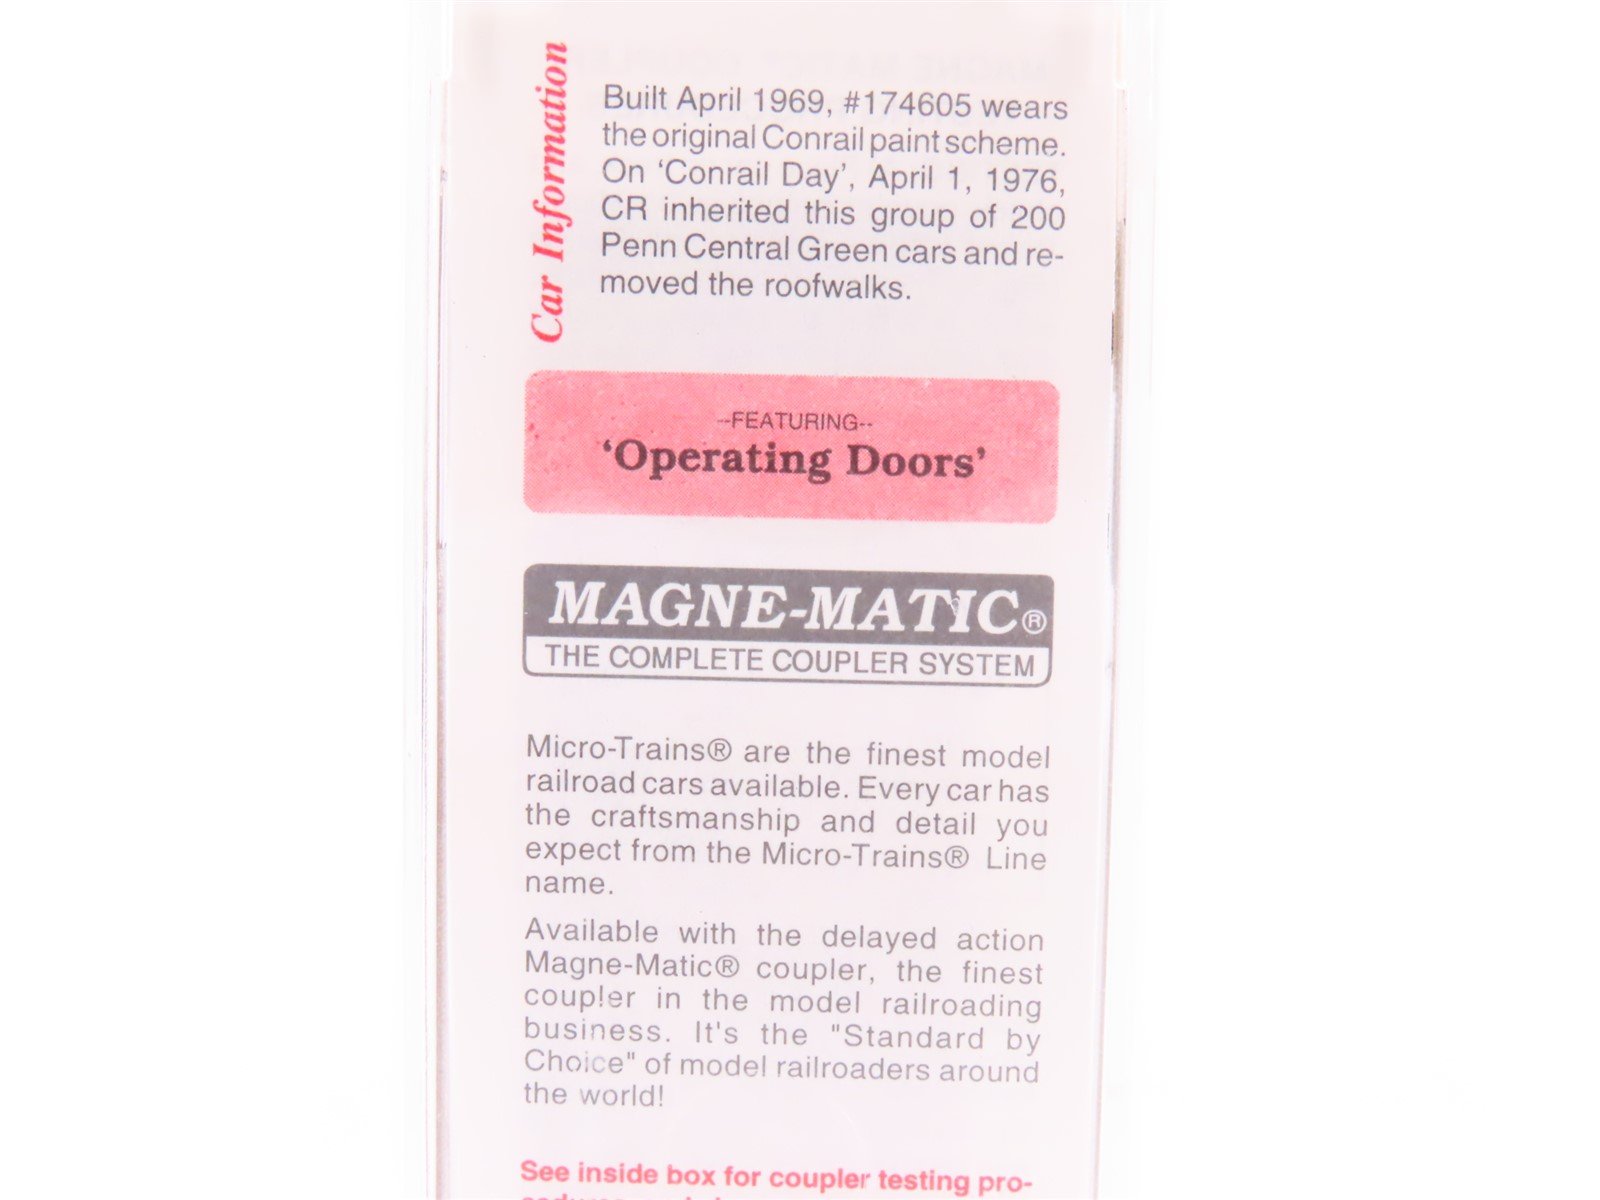 Car Information
Built April 1969, #174605 wears
the original Conrail paint scheme.
On ‘Conrail Day’, April 1, 1976,
CR inherited this group of 200
Penn Central Green cars and re-
moved the roofwalks.
--FEATURING--
‘Operating Doors’
MAGNE-MATIC®
THE COMPLETE COUPLER SYSTEM
Micro-Trains® are the finest model
railroad cars available. Every car has
the craftsmanship and detail you
expect from the Micro-Trains® Line
name.
Available with the delayed action
Magne-Matic® coupler, the finest
coupler in the model railroading
business. It's the "Standard by
Choice" of model railroaders around
the world!
See inside box for coupler testing pro-